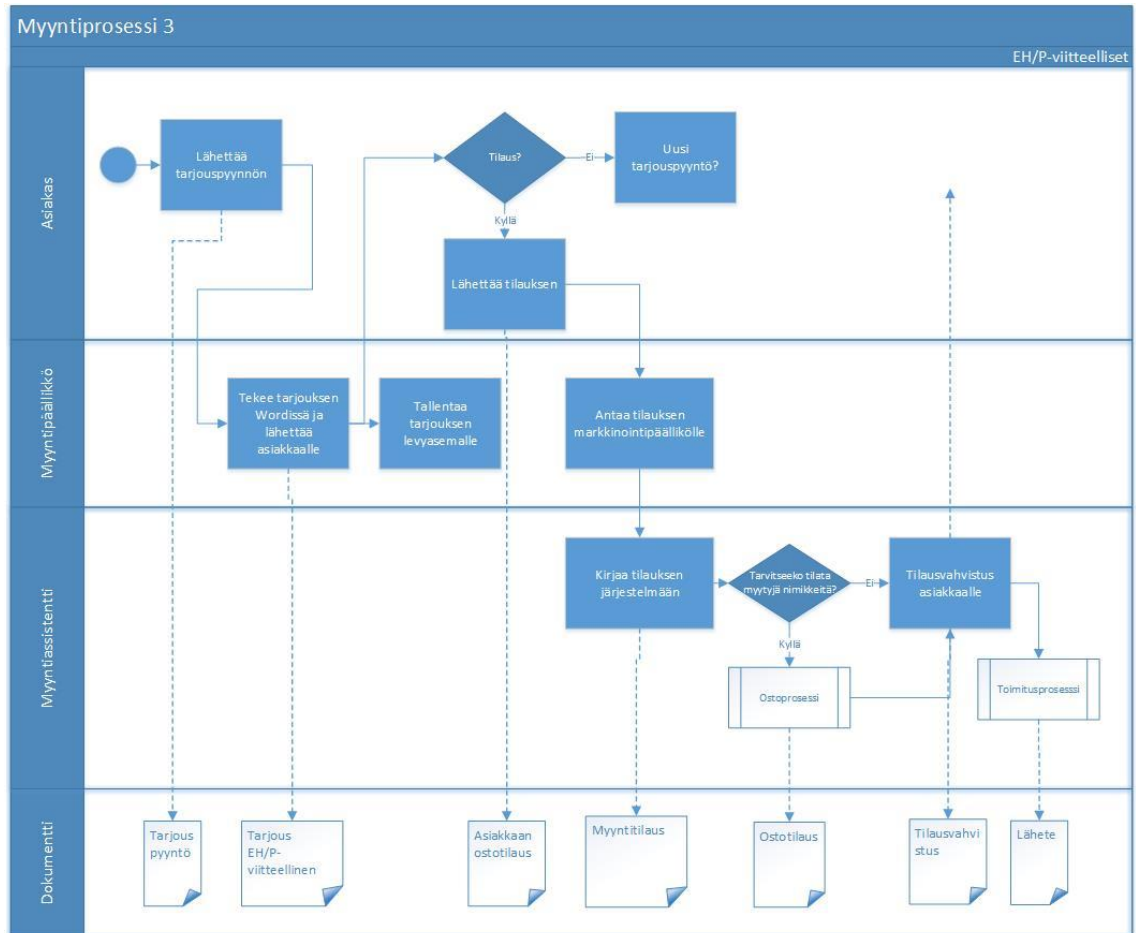 Myyntiprosessi 3
EH/P-viitteelliset
Asiakas
Lähettää
tarjouspyynnön
Tilaus?
Ei
Uusi
tarjouspyyntö?
Kyllä
Lähettää tilauksen
Myyntipäällikkö
Tekee tarjouksen
Wordissä ja
lähettää
asiakkaalle
Tallentaa
tarjouksen
levyasemalle
Antaa tilauksen
markkinointipäällikölle
Myyntiassistentti
Kirjaa tilauksen
järjestelmään
Tarvitseeko tilata
myytyjä nimikkeitä?
Ei
Tilausvahvistus
asiakkaalle
Kyllä
Ostoprosessi
Toimitusprosesssi
Dokumentti
Tarjous
pyyntö
Tarjous
EH/P-
viitteellinen
Asiakkaan
ostotilaus
Myyntitilaus
Ostotilaus
Tilausvahvi
stus
Lähete